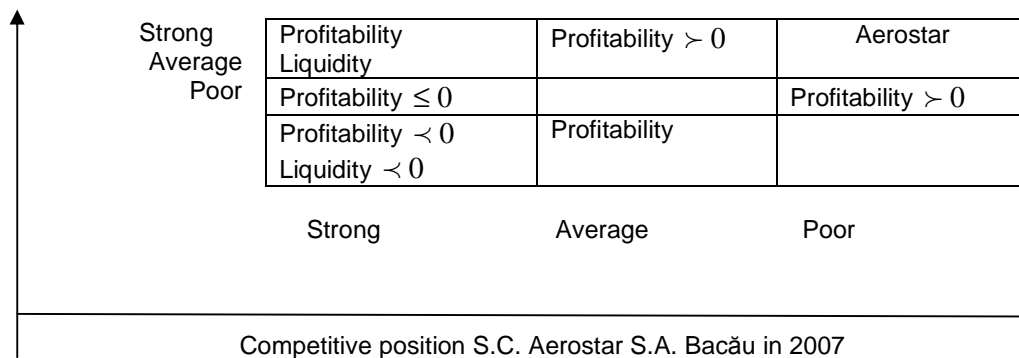 Strong Profitability Profitability ≻ 0 Aerostar
Average Liquidity
Poor Profitability ≤ 0 Profitability ≻ 0
Profitability ≺ 0 Profitability
Liquidity ≺ 0
Strong Average Poor
Competitive position S.C. Aerostar S.A. Bacău in 2007